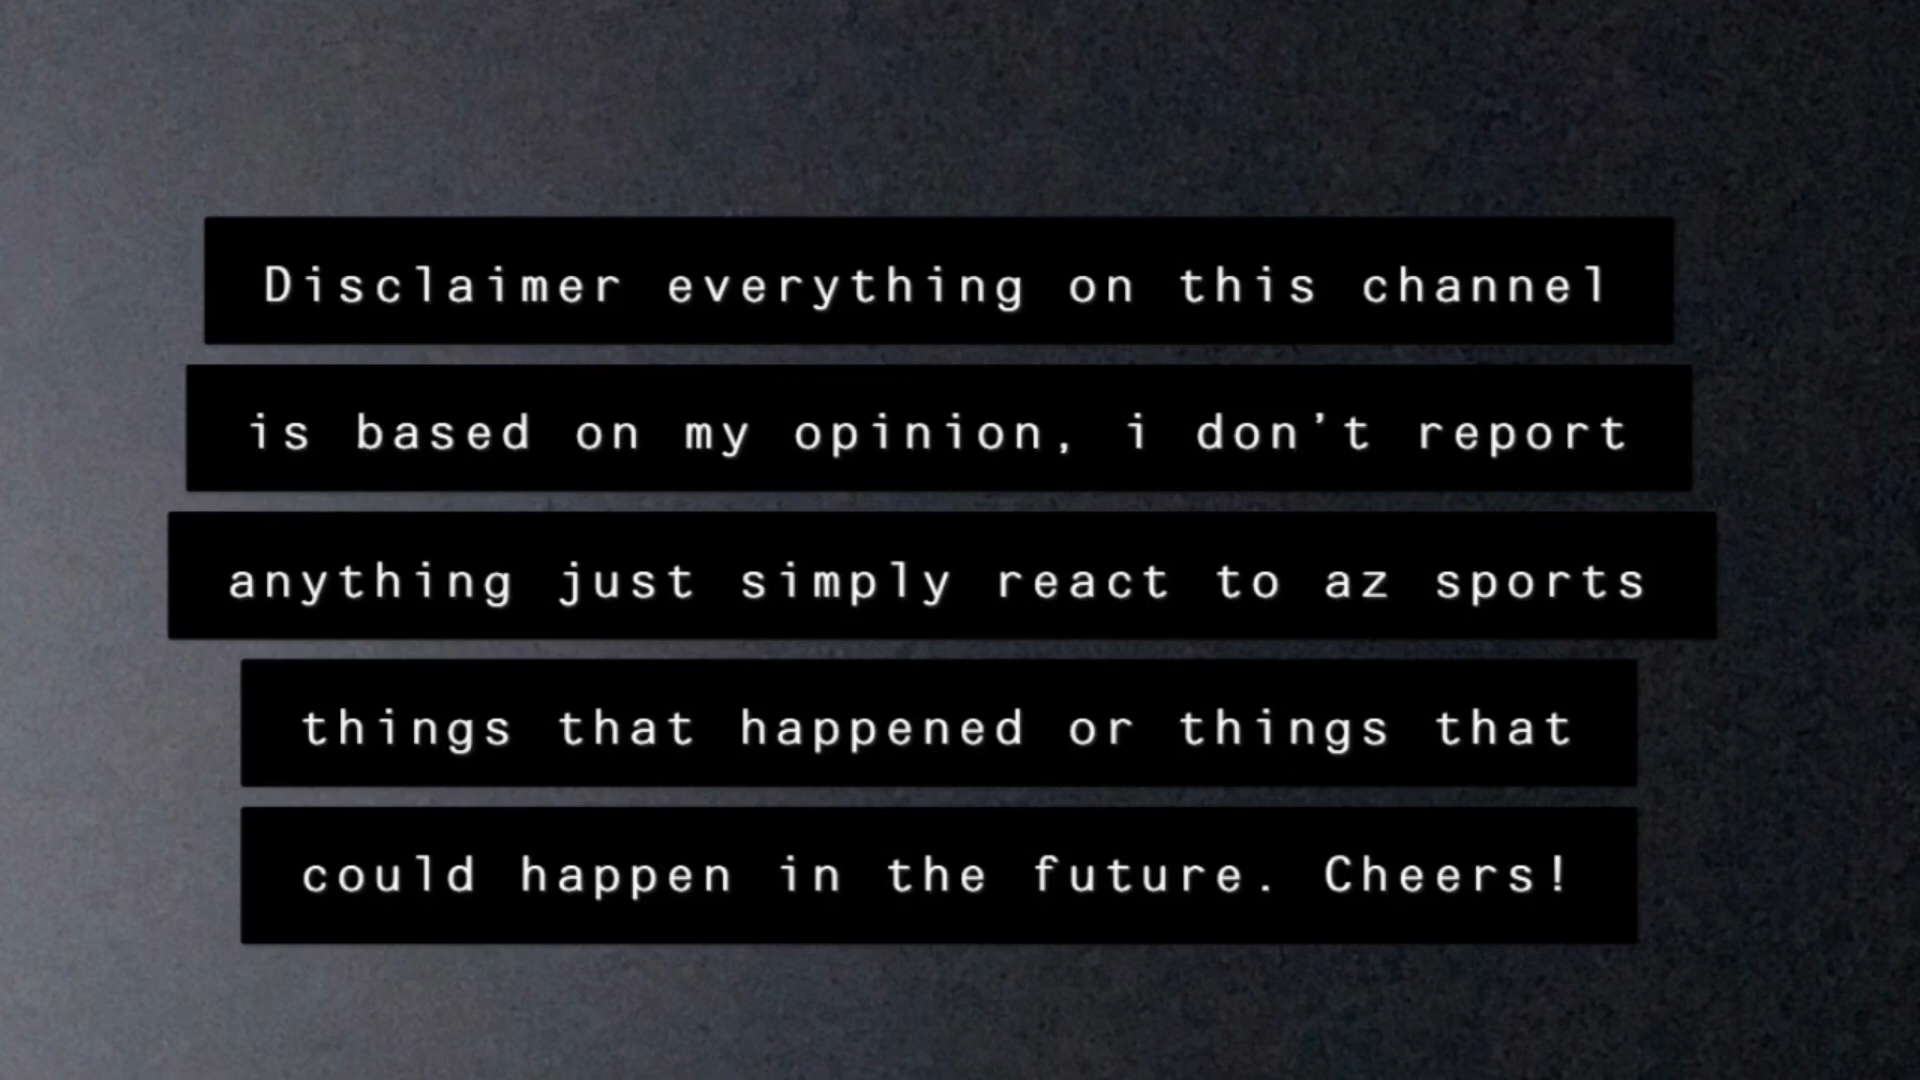 Disclaimer everything on this channel
is based on my opinion, i don't report
anything just simply react to az sports
things that happened or things that
could happen in the future. Cheers!